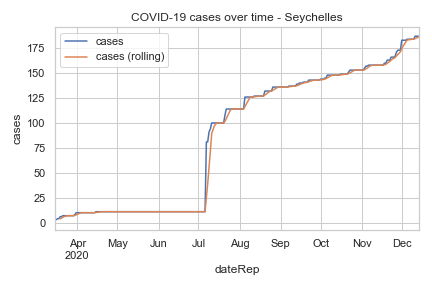 COVID-19 cases over time - Seychelles
cases
cases (rolling)
175
150
125
100
75
50
25
0
cases
Apr May Jun Jul Aug Sep Oct Nov Dec
2020
dateRep